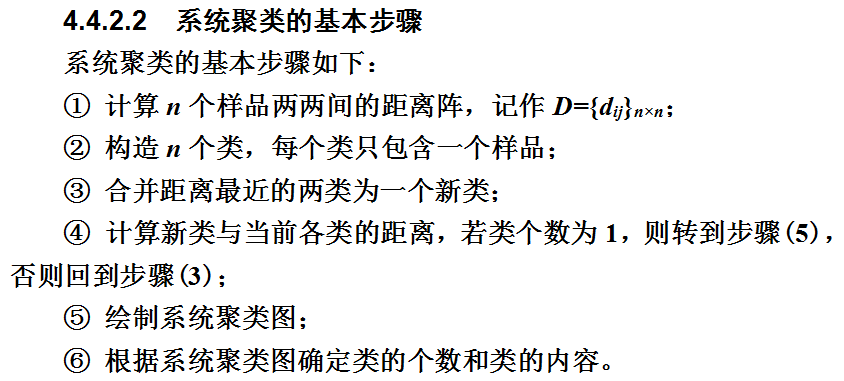 4.4.2.2 系统聚类的基本步骤
系统聚类的基本步骤如下：
① 计算 n 个样品两两间的距离阵，记作 D={dij}n×n；
② 构造 n 个类，每个类只包含一个样品；
③ 合并距离最近的两类为一个新类；
④ 计算新类与当前各类的距离，若类个数为 1，则转到步骤(5)，
否则回到步骤(3)；
⑤ 绘制系统聚类图；
⑥ 根据系统聚类图确定类的个数和类的内容。